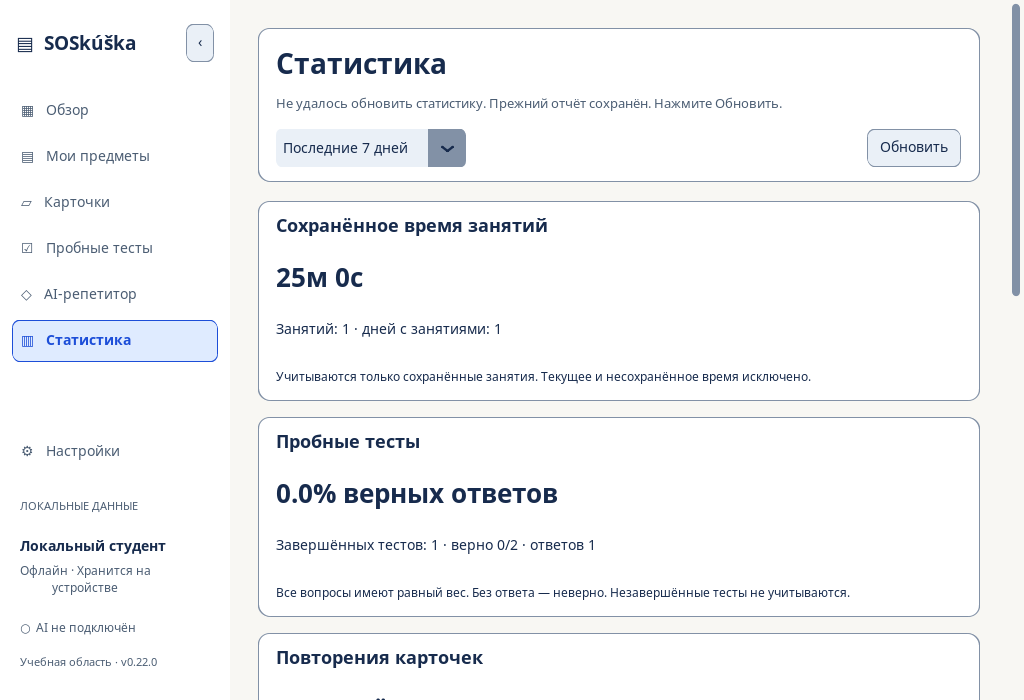 SOSkúška
‹
Обзор
Мои предметы
Карточки
Пробные тесты
AI-репетитор
Статистика
Настройки
ЛОКАЛЬНЫЕ ДАННЫЕ
Локальный студент
Офлайн · Хранится на
устройстве
AI не подключён
Учебная область · v0.22.0
Статистика
Не удалось обновить статистику. Прежний отчёт сохранён. Нажмите Обновить.
Последние 7 дней
Обновить
Сохранённое время занятий
25м 0с
Занятий: 1 · дней с занятиями: 1
Учитываются только сохранённые занятия. Текущее и несохранённое время исключено.
Пробные тесты
0.0% верных ответов
Завершённых тестов: 1 · верно 0/2 · ответов 1
Все вопросы имеют равный вес. Без ответа — неверно. Незавершённые тесты не учитываются.
Повторения карточек